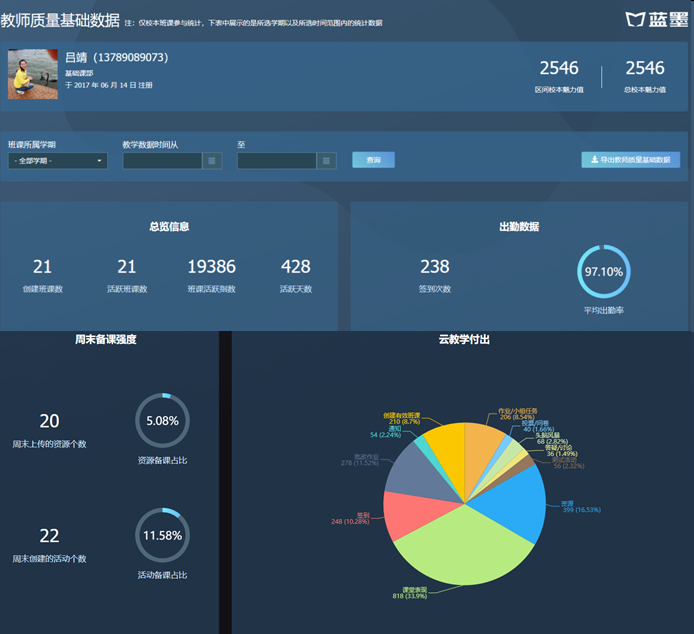 教师质量基础数据 注：仅校本班课参与统计，下表中展示的是所选学期以及所选时间范围内的统计数据
蓝墨
吕靖（13789089073）
基础课部
于 2017 年 06 月 14 日 注册
2546
区间校本魅力值
2546
总校本魅力值
班课所属学期
教学数据时间从
至
- 全部学期 -
查询
导出教师质量基础数据
总览信息
21
创建班课数
21
活跃班课数
19386
班课活跃列数
428
活跃天数
出勤数据
238
签到次数
97.10%
平均出勤率
周末备课强度
20
周末上传的资源个数
5.08%
资源备课占比
22
周末创建的活动个数
11.58%
活动备课占比
云教学付出
创建有效班课
210 (8.7%)
通知
54 (2.24%)
批改作业
278 (11.52%)
签到
248 (10.28%)
课堂表现
818 (33.9%)
作业/小组任务
206 (8.54%)
投票/问卷
40 (1.66%)
头脑风暴
68 (2.82%)
答疑/讨论
36 (1.49%)
测试活动
56 (2.32%)
资源
399 (16.53%)